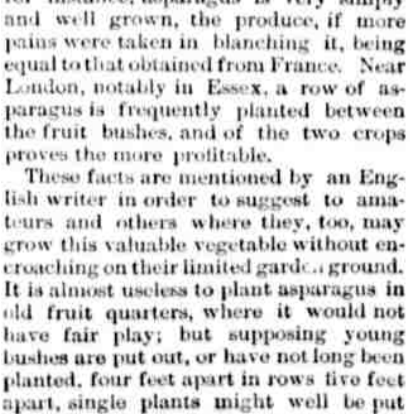 for instance, asparagus is very simply
and well grown, the produce, if more
pains were taken in blanching it, being
equal to that obtained from France. Near
London, notably in Essex, a row of as-
paragus is frequently planted between
the fruit bushes, and of the two crops
proves the more profitable.
These facts are mentioned by an Eng-
lish writer in order to suggest to ama-
teurs and others where they, too, may
grow this valuable vegetable without en-
croaching on their limited garden ground.
It is almost useless to plant asparagus in
old fruit quarters, where it would not
have fair play; but supposing young
bushes are put out, or have not long been
planted, four feet apart in rows five feet
apart, single plants might well be put